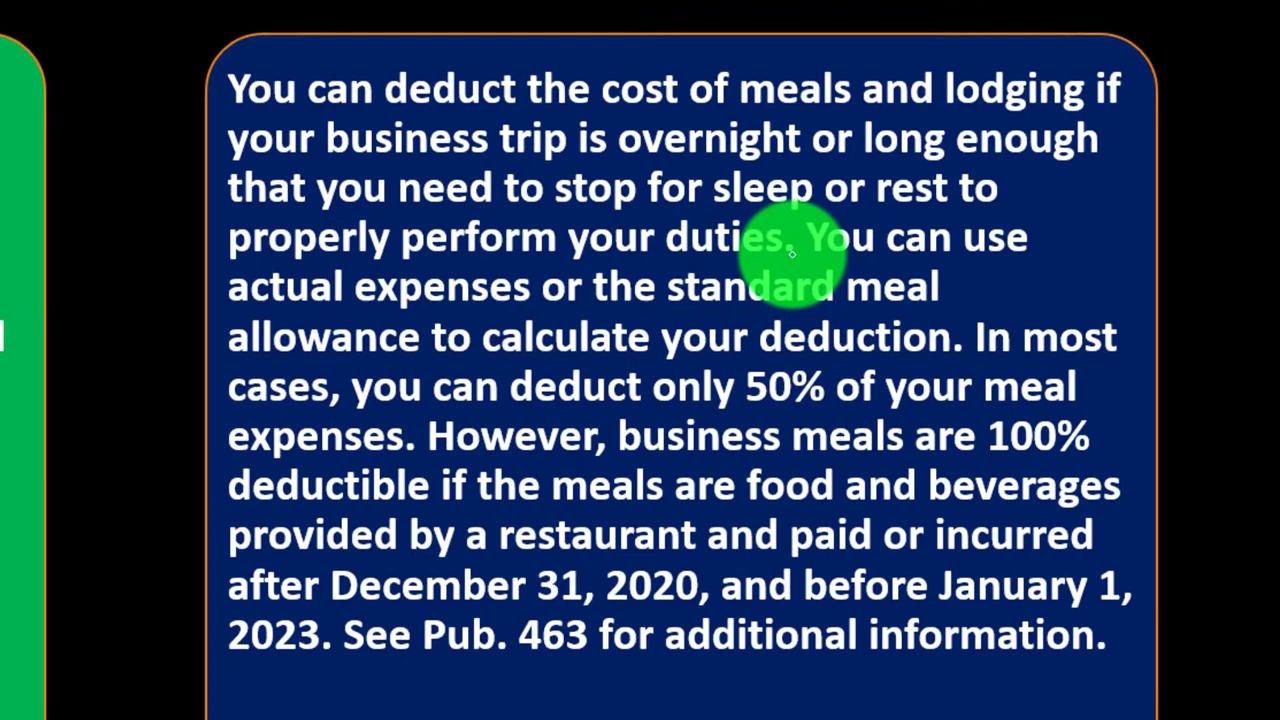 You can deduct the cost of meals and lodging if
your business trip is overnight or long enough
that you need to stop for sleep or rest to
properly perform your duties. You can use
actual expenses or the standard meal
allowance to calculate your deduction. In most
cases, you can deduct only 50% of your meal
expenses. However, business meals are 100%
deductible if the meals are food and beverages
provided by a restaurant and paid or incurred
after December 31, 2020, and before January 1,
2023. See Pub. 463 for additional information.